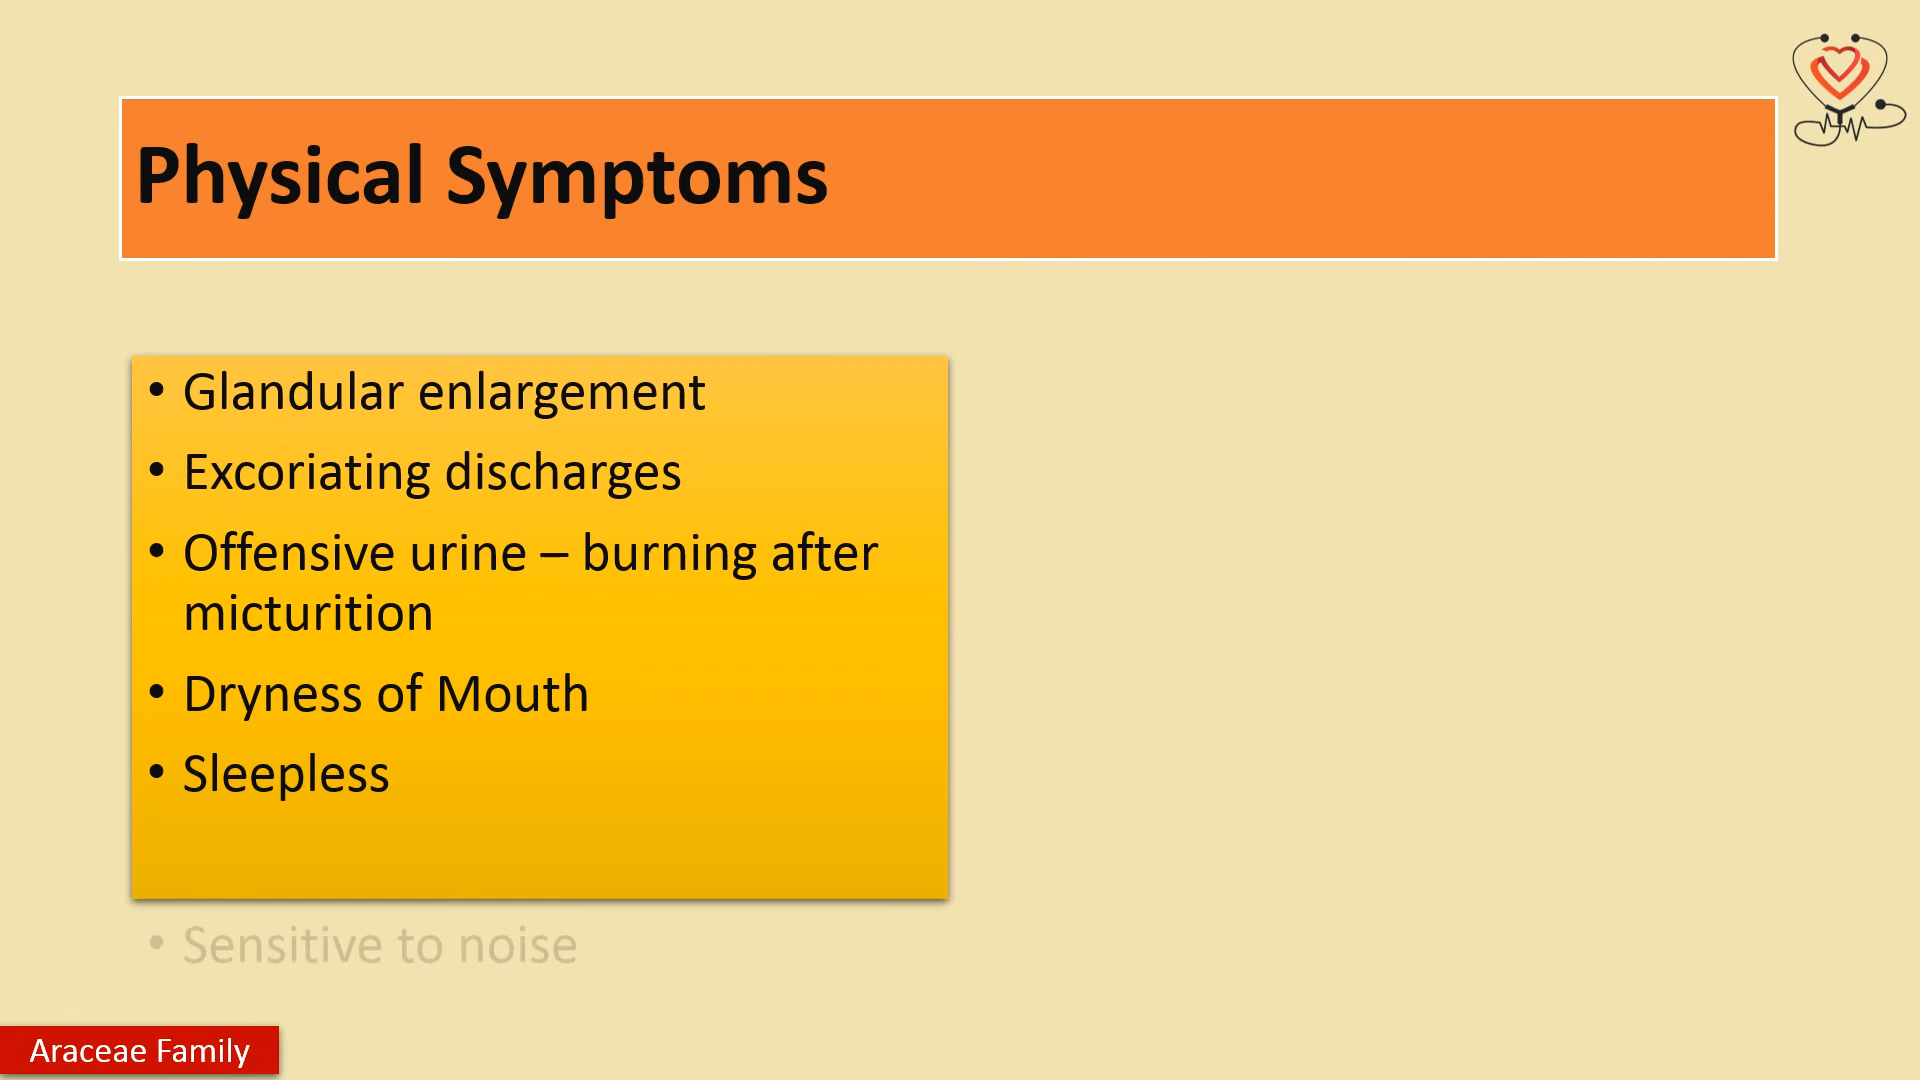 Physical Symptoms
• Glandular enlargement
• Excoriating discharges
• Offensive urine – burning after
micturition
• Dryness of Mouth
• Sleepless
• Sensitive to noise
Araceae Family